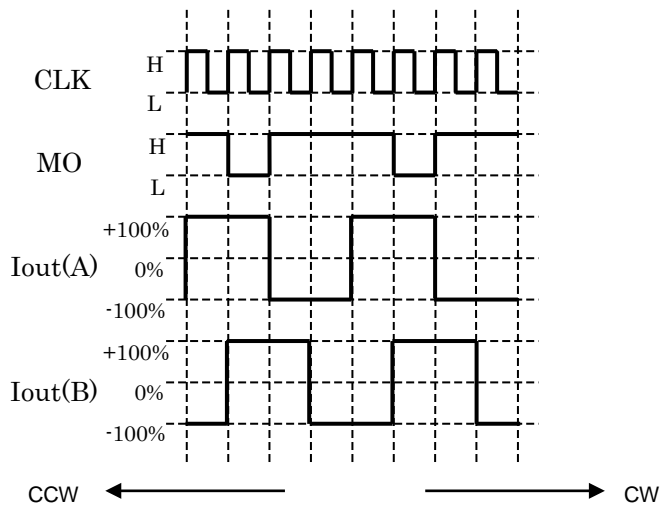 CLK
H
L
MO
H
L
Iout(A)
+100%
0%
-100%
Iout(B)
+100%
0%
-100%
CCW
CW